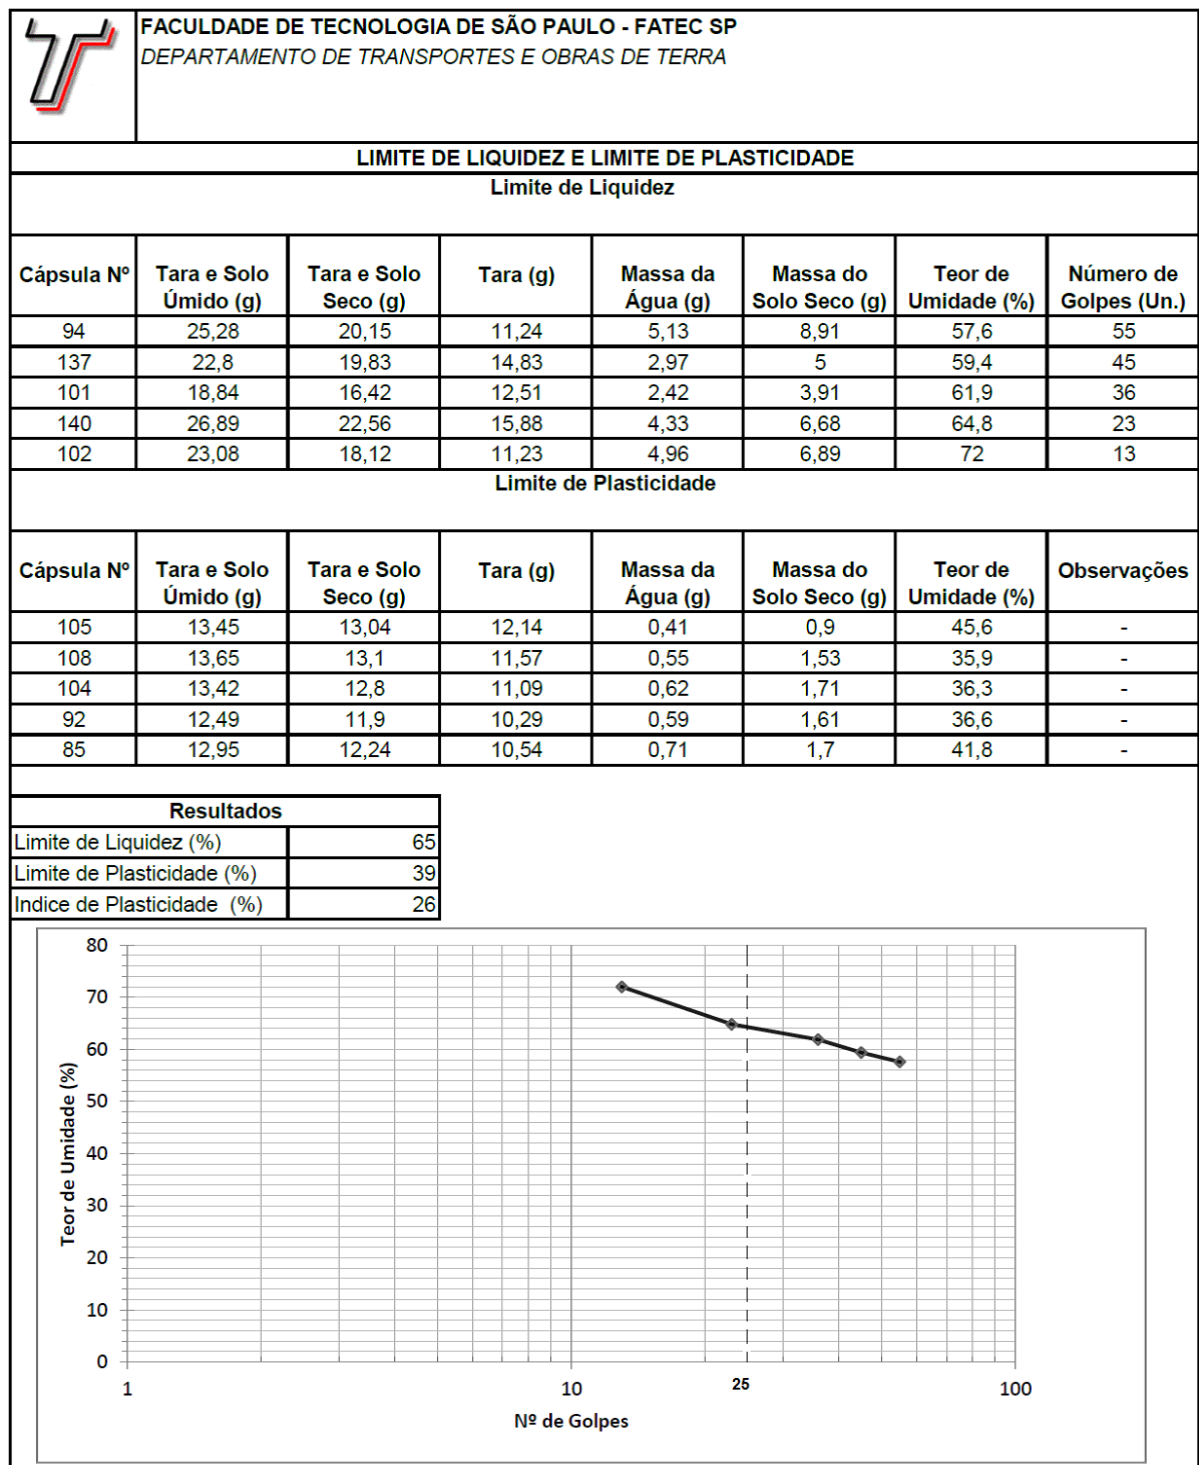 FACULDADE DE TECNOLOGIA DE SÃO PAULO - FATEC SP
DEPARTAMENTO DE TRANSPORTES E OBRAS DE TERRA
LIMITE DE LIQUIDEZ E LIMITE DE PLASTICIDADE
Limite de Liquidez
Cápsula Nº Tara e Solo Úmido (g) Tara e Solo Seco (g) Tara (g) Massa da Água (g) Massa do Solo Seco (g) Teor de Umidade (%) Número de Golpes (Un.)
94 25,28 20,15 11,24 5,13 8,91 57,6 55
137 22,8 19,83 14,83 2,97 5 59,4 45
101 18,84 16,42 12,51 2,42 3,91 61,9 36
140 26,89 22,56 15,88 4,33 6,68 64,8 23
102 23,08 18,12 11,23 4,96 6,89 72 13
Limite de Plasticidade
Cápsula Nº Tara e Solo Úmido (g) Tara e Solo Seco (g) Tara (g) Massa da Água (g) Massa do Solo Seco (g) Teor de Umidade (%) Observações
105 13,45 13,04 12,14 0,41 0,9 45,6 -
108 13,65 13,1 11,57 0,55 1,53 35,9 -
104 13,42 12,8 11,09 0,62 1,71 36,3 -
92 12,49 11,9 10,29 0,59 1,61 36,6 -
85 12,95 12,24 10,54 0,71 1,7 41,8 -
Resultados
Limite de Liquidez (%) 65
Limite de Plasticidade (%) 39
Indice de Plasticidade (%) 26
Teor de Umidade (%)
80
70
60
50
40
30
20
10
0
1 10 25 100
Nº de Golpes